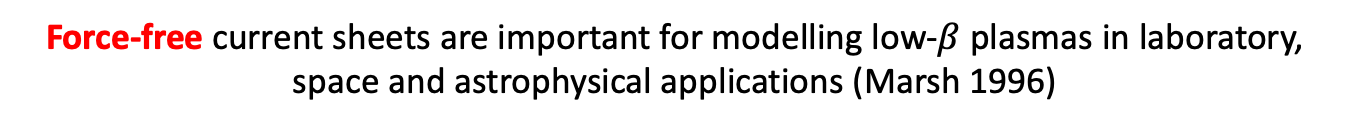 Force-free current sheets are important for modelling low-β plasmas in laboratory,
space and astrophysical applications (Marsh 1996)